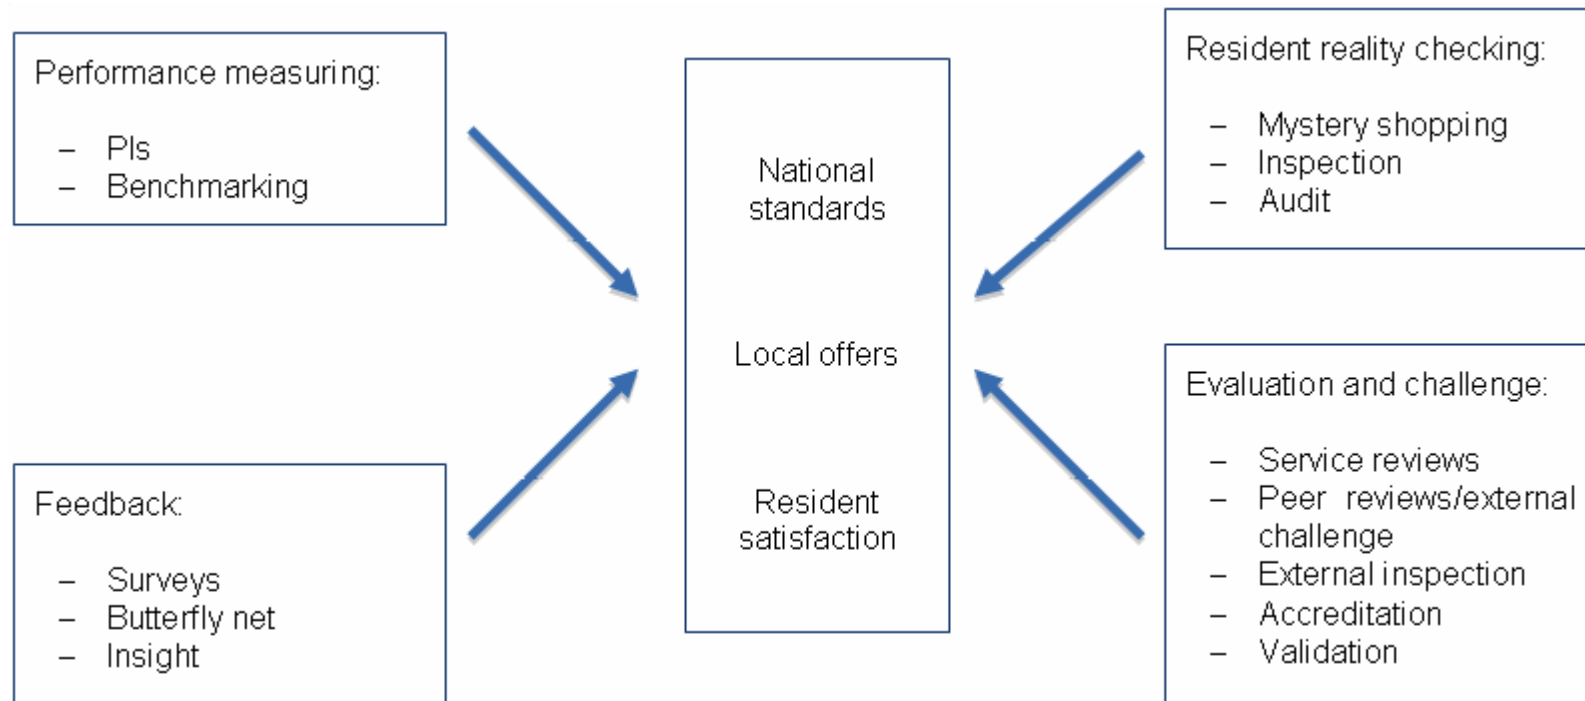 Performance measuring:
– PIs
– Benchmarking
Feedback:
– Surveys
– Butterfly net
– Insight
National
standards
Local offers
Resident
satisfaction
Resident reality checking:
– Mystery shopping
– Inspection
– Audit
Evaluation and challenge:
– Service reviews
– Peer reviews/external
challenge
– External inspection
– Accreditation
– Validation